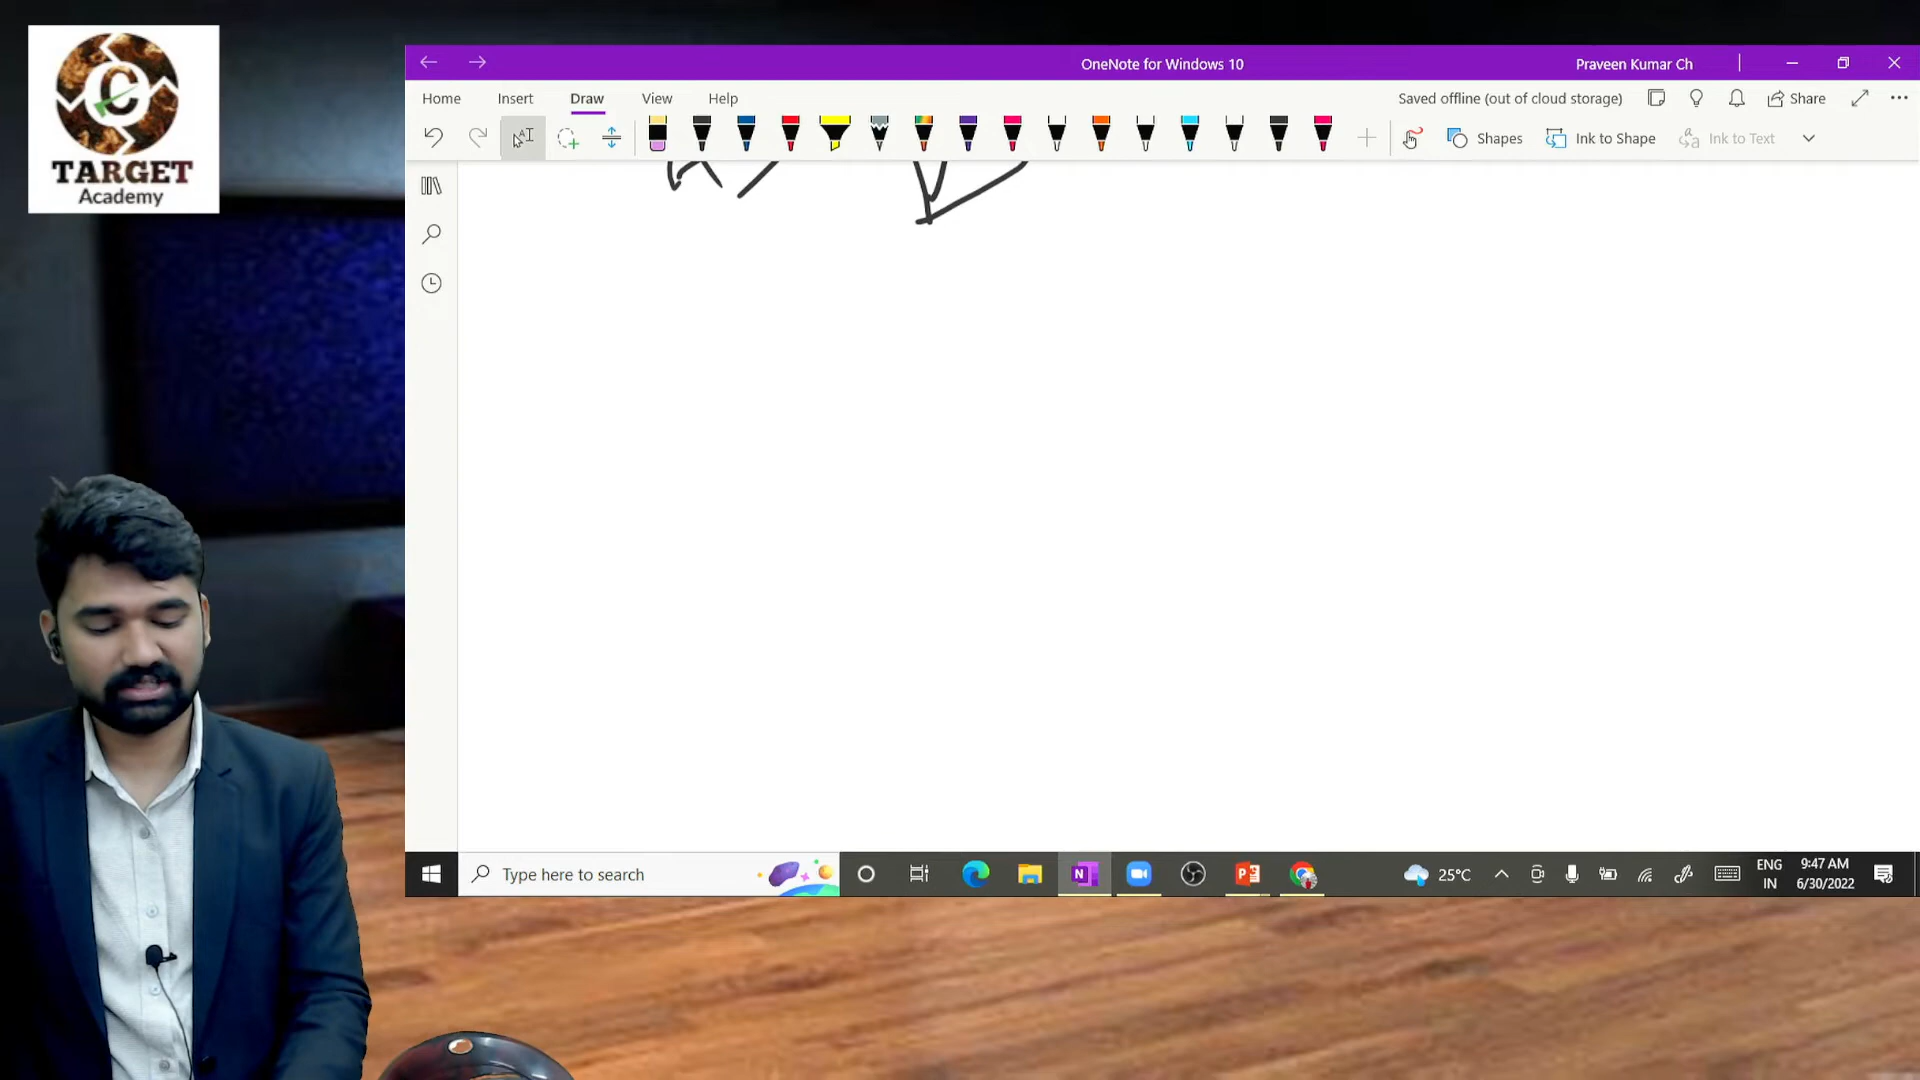 C
TARGET
Academy
OneNote for Windows 10
Praveen Kumar Ch
Home
Insert
Draw
View
Help
Saved offline (out of cloud storage)
Share
Shapes
Ink to Shape
Ink to Text
Type here to search
25°C
ENG
IN
9:47 AM
6/30/2022